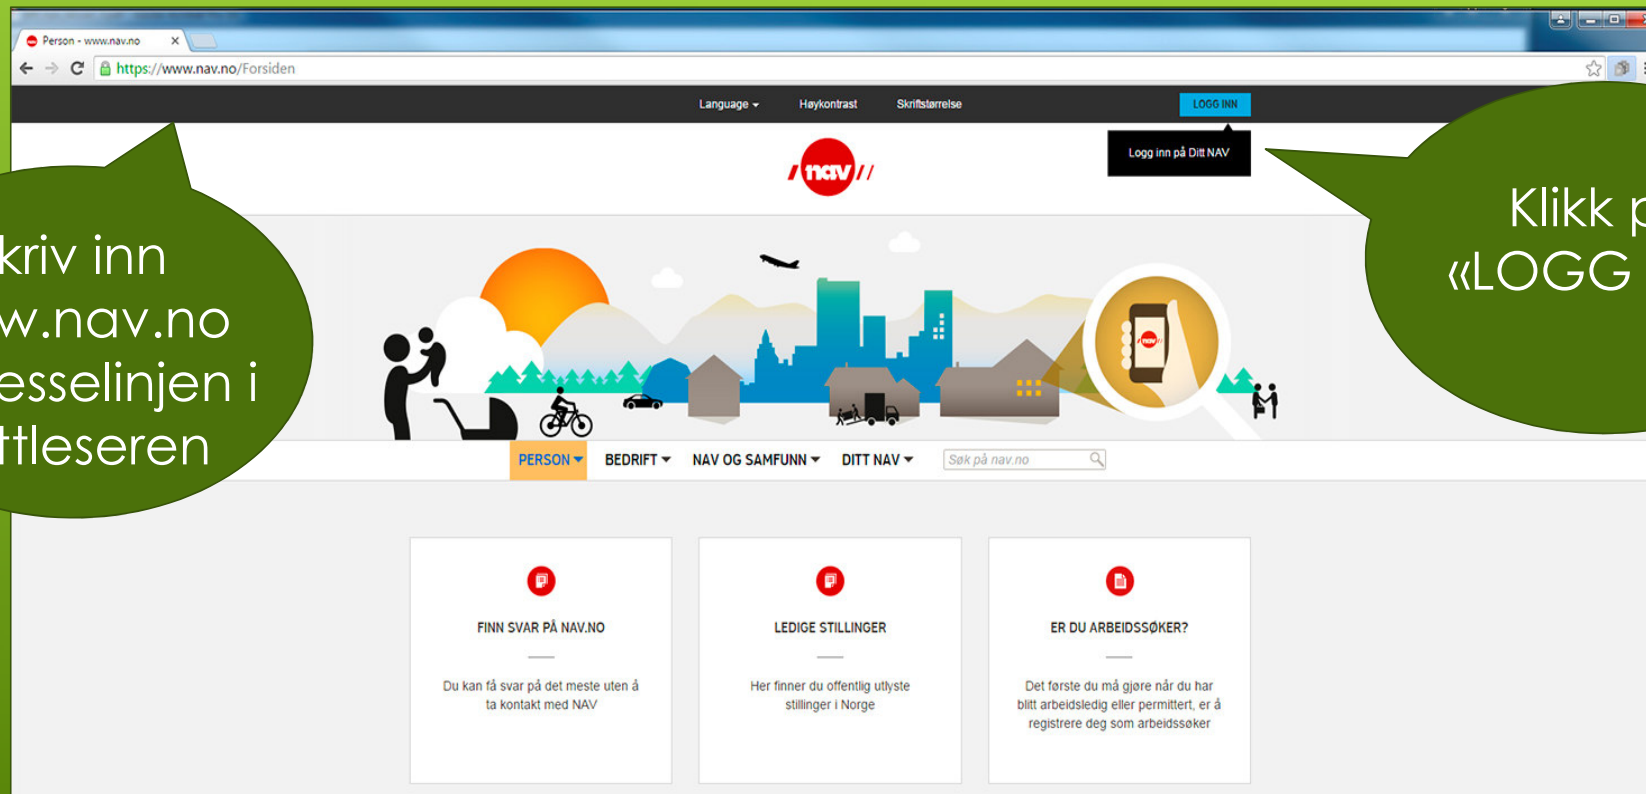 Person - www.nav.no
https://www.nav.no/Forsiden
Language
Høykontrast
Skriftstørrelse
LOGG INN
Logg inn på Ditt NAV
nav
kriv inn
w.nav.no
esselinjen i
ttleseren
Klikk p
«LOGG
PERSON
BEDRIFT
NAV OG SAMFUNN
DITT NAV
Søk på nav.no
FINN SVAR PÅ NAV.NO
Du kan få svar på det meste uten å
ta kontakt med NAV
LEDIGE STILLINGER
Her finner du offentlig utlyste
stillinger i Norge
ER DU ARBEIDSSØKER?
Det første du må gjøre når du har
blitt arbeidsledig eller permittert, er å
registrere deg som arbeidssøker